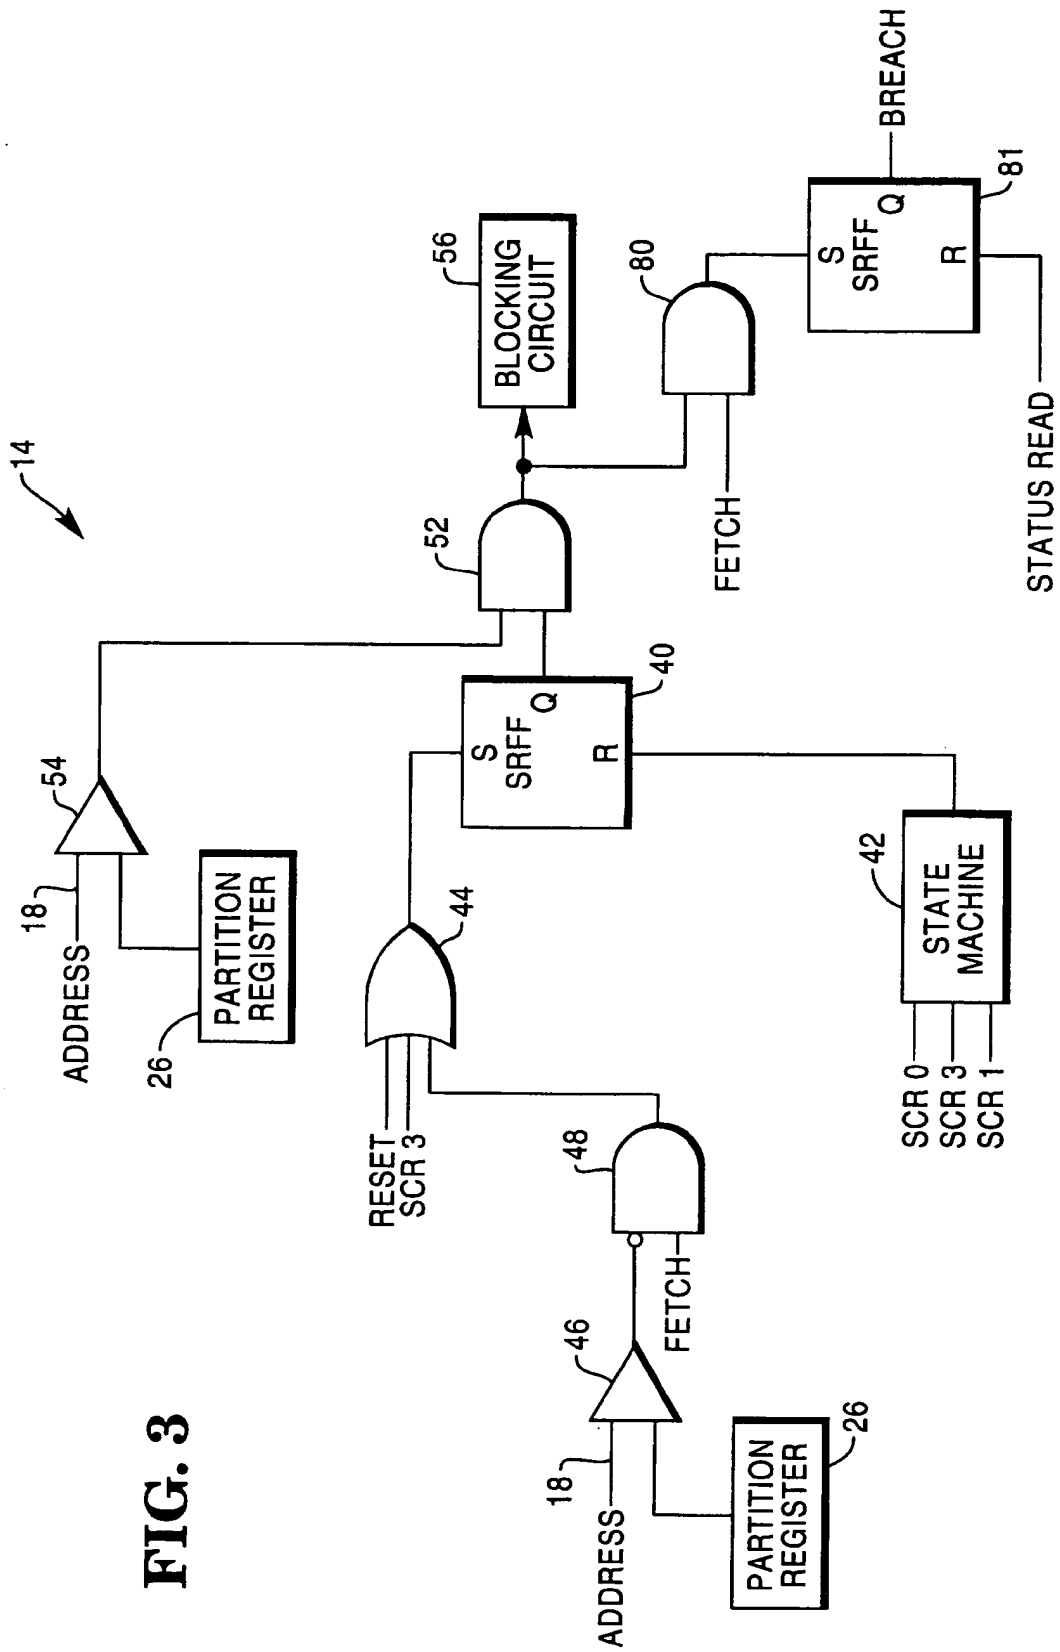 FIG. 3
14
ADDRESS
18
54
26
PARTITION
REGISTER
RESET
SCR 3
44
S
SRFF
Q
R
40
52
56
BLOCKING
CIRCUIT
ADDRESS
18
46
PARTITION
REGISTER
26
FETCH
48
SCR 0
SCR 3
SCR 1
42
STATE
MACHINE
FETCH
80
S
SRFF
Q
R
81
BREACH
STATUS READ